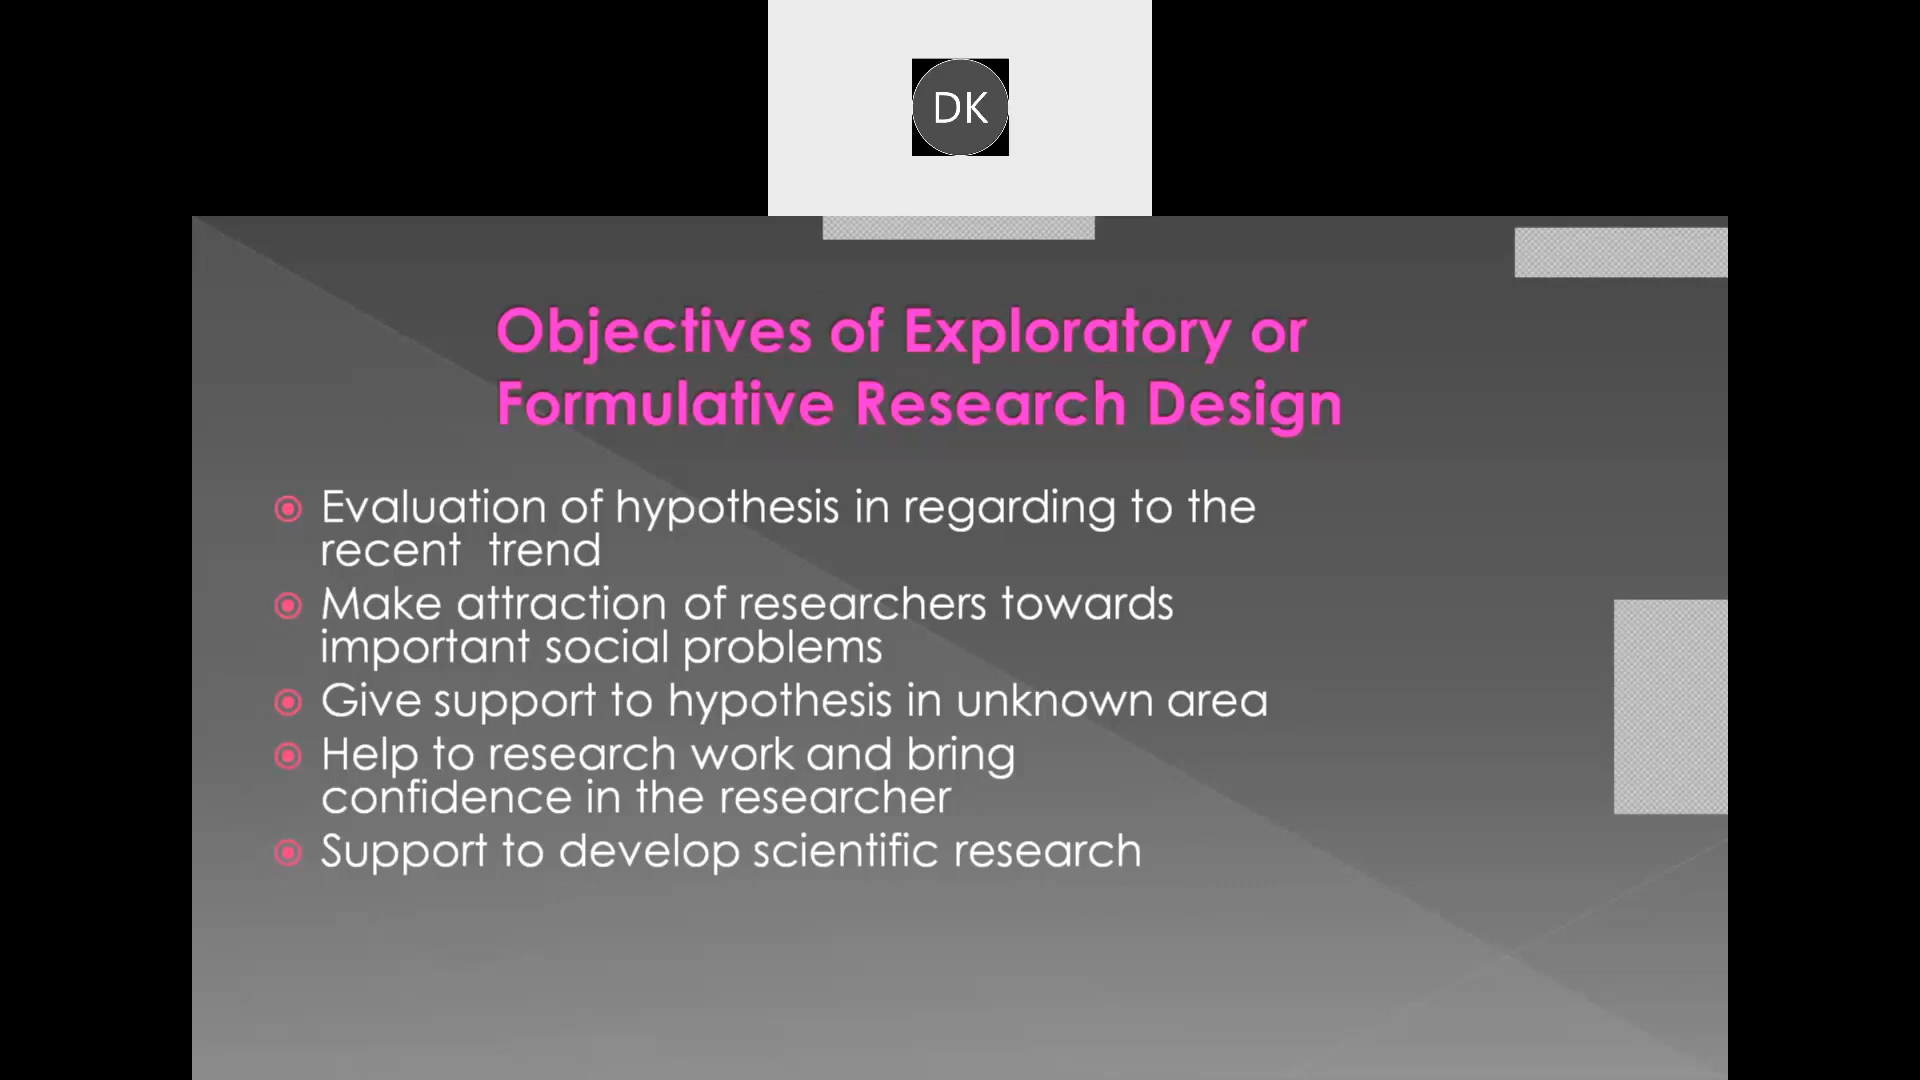 DK
Objectives of Exploratory or
Formulative Research Design
Evaluation of hypothesis in regarding to the
recent trend
Make attraction of researchers towards
important social problems
Give support to hypothesis in unknown area
Help to research work and bring
confidence in the researcher
Support to develop scientific research